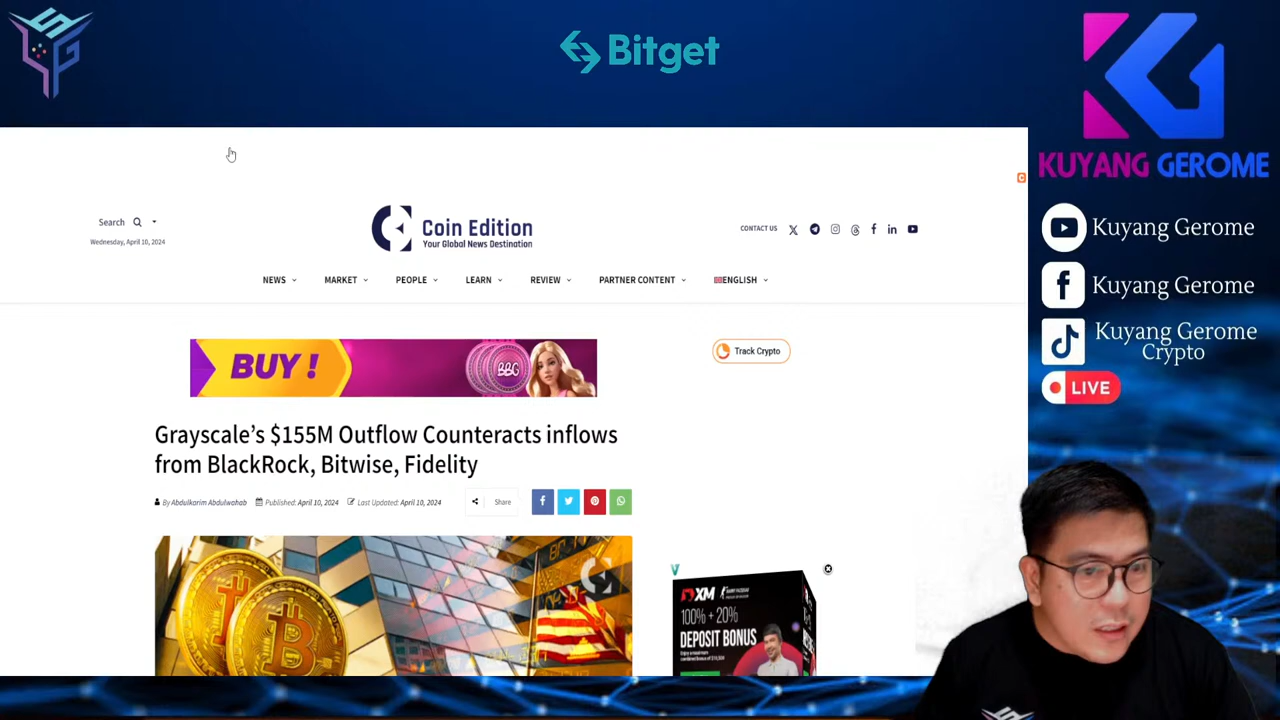 Bitget
KUYANG GEROME
Search
Wednesday, April 10, 2024
Coin Edition
Your Global News Destination
CONTACT US
NEWS
MARKET
PEOPLE
LEARN
REVIEW
PARTNER CONTENT
ENGLISH
Kuyang Gerome
Kuyang Gerome
Kuyang Gerome
Crypto
LIVE
BUY !
BBG
Track Crypto
Grayscale's $155M Outflow Counteracts inflows
from BlackRock, Bitwise, Fidelity
By Abdulkarim Abdulwahab
Published: April 10, 2024
Last Updated: April 10, 2024
Share
XM
100% + 20%
DEPOSIT BONUS